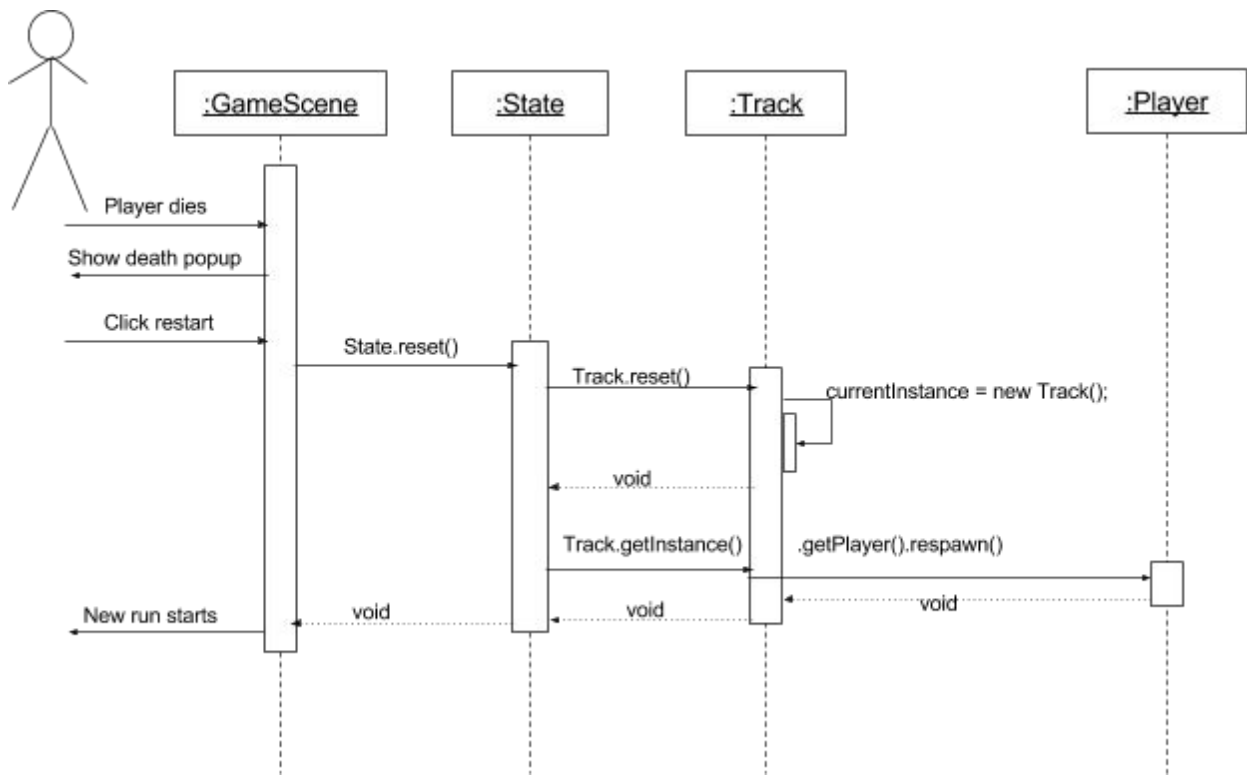 :GameScene
:State
:Track
:Player
Player dies
Show death popup
Click restart
State.reset()
Track.reset()
currentInstance = new Track();
void
Track.getInstance()
.getPlayer().respawn()
void
void
void
New run starts